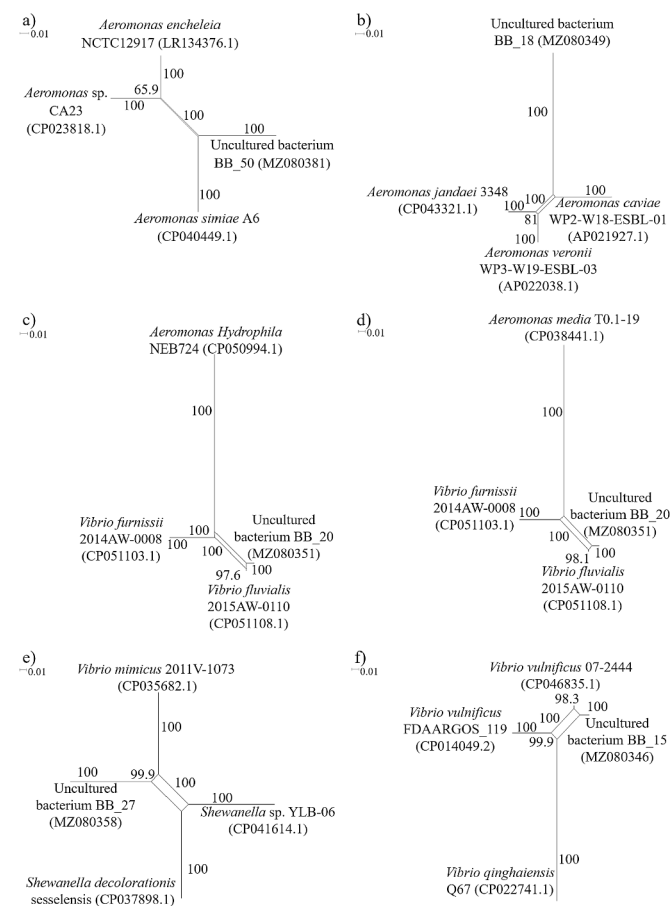 a)
0.01
Aeromonas encheleia
NCTC12917 (LR134376.1)
100
65.9
Aeromonas sp.
CA23
(CP023818.1)
100
100
100
Uncultured bacterium
BB_50 (MZ080381)
100
Aeromonas simiae A6
(CP040449.1)
b)
0.01
Uncultured bacterium
BB_18 (MZ080349)
100
Aeromonas jandaei 3348
(CP043321.1)
100
100
100
81
Aeromonas caviae
WP2-W18-ESBL-01
(AP021927.1)
100
Aeromonas veronii
WP3-W19-ESBL-03
(AP022038.1)
c)
0.01
Aeromonas Hydrophila
NEB724 (CP050994.1)
100
Vibrio furnissii
2014AW-0008
(CP051103.1)
100
100
100
Uncultured
bacterium BB_20
(MZ080351)
97.6
100
Vibrio fluvialis
2015AW-0110
(CP051108.1)
d)
0.01
Aeromonas media T0.1-19
(CP038441.1)
100
Vibrio furnissii
2014AW-0008
(CP051103.1)
100
100
Uncultured
bacterium BB_20
(MZ080351)
98.1
100
Vibrio fluvialis
2015AW-0110
(CP051108.1)
e)
0.01
Vibrio mimicus 2011V-1073
(CP035682.1)
100
100
99.9
100
Uncultured
bacterium BB_27
(MZ080358)
100
Shewanella sp. YLB-06
(CP041614.1)
100
Shewanella decolorationis
sesselensis (CP037898.1)
f)
0.01
Vibrio vulnificus 07-2444
(CP046835.1)
98.3
100
Vibrio vulnificus
FDAARGOS_119
(CP014049.2)
100
100
99.9
Uncultured
bacterium BB_15
(MZ080346)
100
Vibrio qinghaiensis
Q67 (CP022741.1)